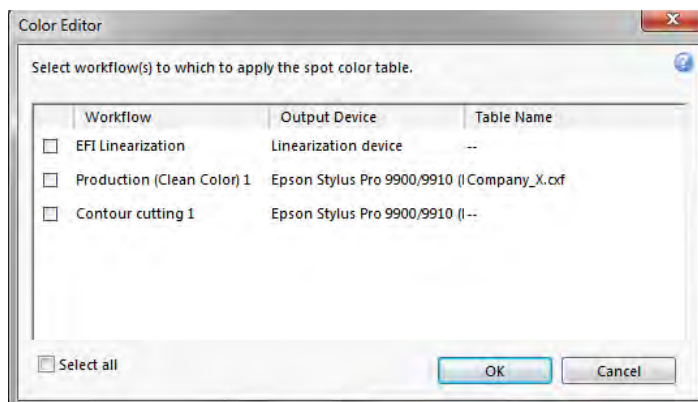 Color Editor
Select workflow(s) to which to apply the spot color table.
Workflow Output Device Table Name
EFI Linearization Linearization device --
Production (Clean Color) 1 Epson Stylus Pro 9900/9910 (I Company_X.cxf
Contour cutting 1 Epson Stylus Pro 9900/9910 (I --
Select all OK Cancel